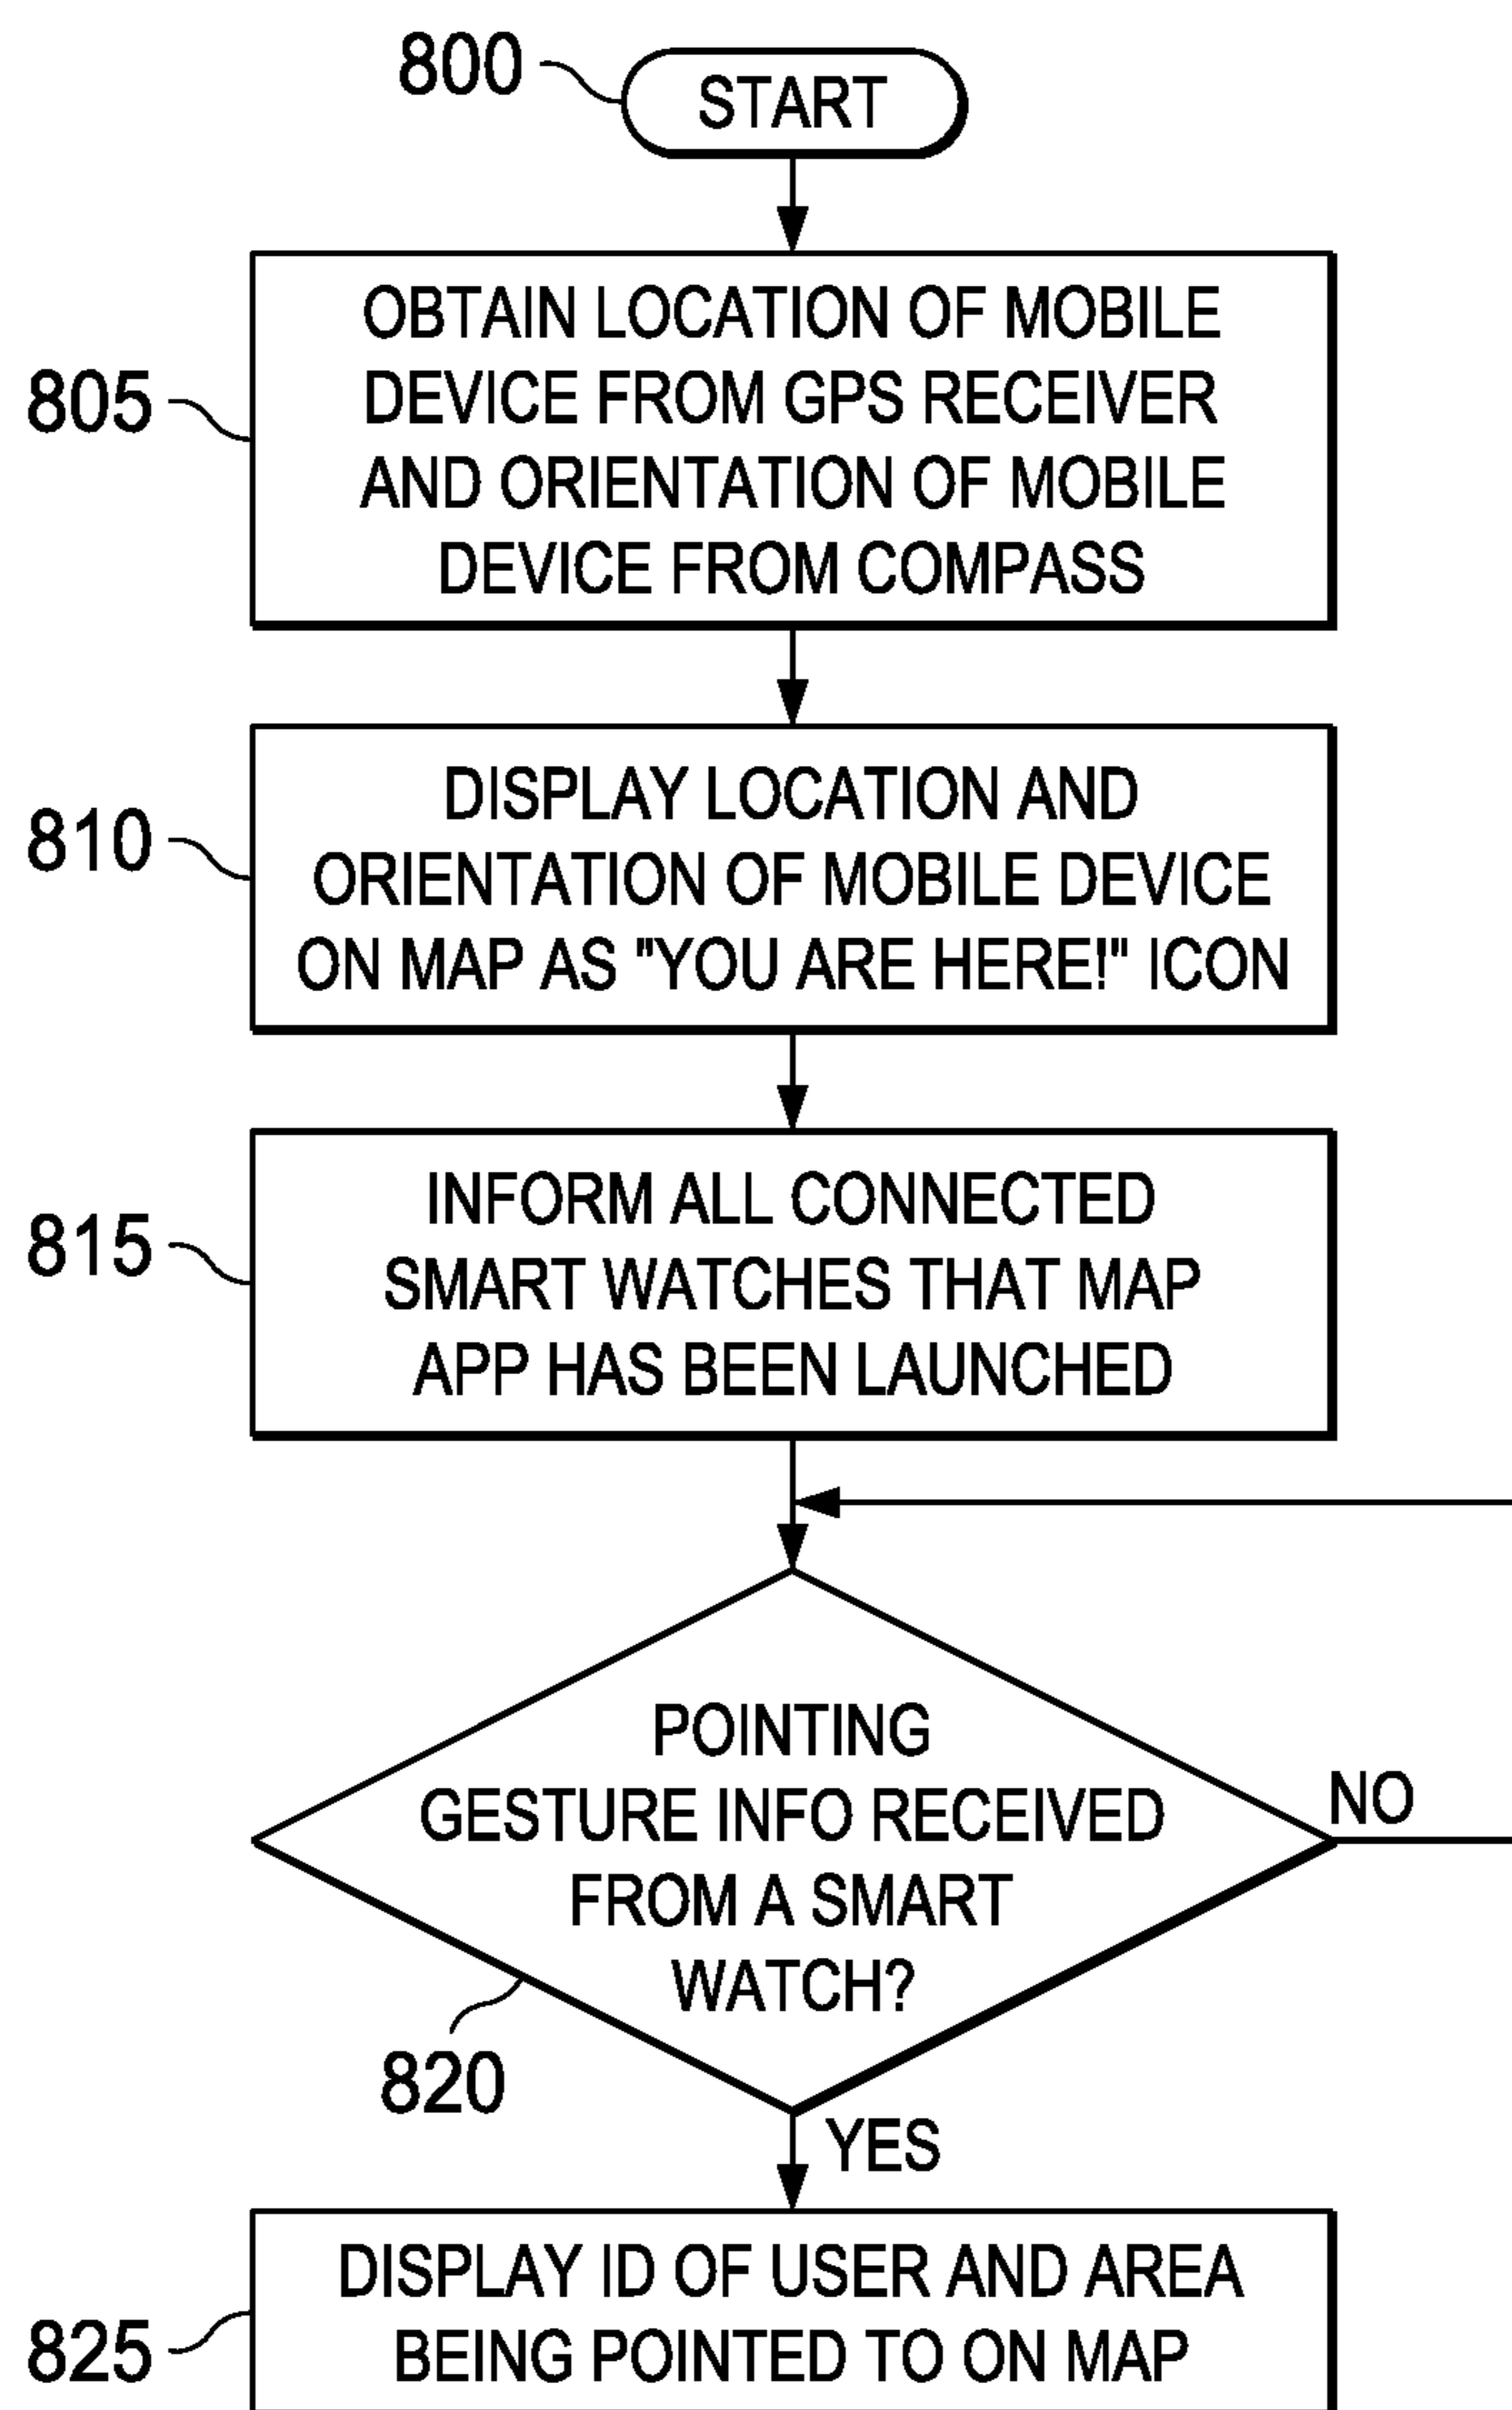 800
START
805
OBTAIN LOCATION OF MOBILE
DEVICE FROM GPS RECEIVER
AND ORIENTATION OF MOBILE
DEVICE FROM COMPASS
810
DISPLAY LOCATION AND
ORIENTATION OF MOBILE DEVICE
ON MAP AS "YOU ARE HERE!" ICON
815
INFORM ALL CONNECTED
SMART WATCHES THAT MAP
APP HAS BEEN LAUNCHED
POINTING
GESTURE INFO RECEIVED
FROM A SMART
WATCH?
NO
820
YES
825
DISPLAY ID OF USER AND AREA
BEING POINTED TO ON MAP